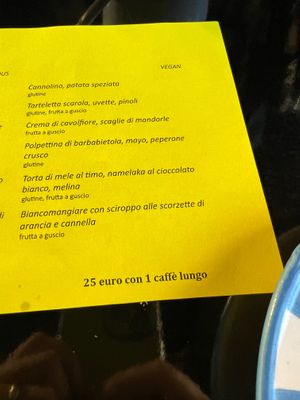 VEGAN
Cannolino, patata speziata
glutine
Tarteletta scarola, uvette, pinoli
glutine, frutta a guscio
Crema di cavolfiore, scaglie di mandorle
frutta a guscio
Polpettina di barbabietola, mayo, peperone
crusco
glutine
Torta di mele al timo, namelaka al cioccolato
bianco, melina
glutine, frutta a guscio
Biancomangiare con sciroppo alle scorzette di
arancia e cannella
frutta a guscio
25 euro con 1 caffè lungo